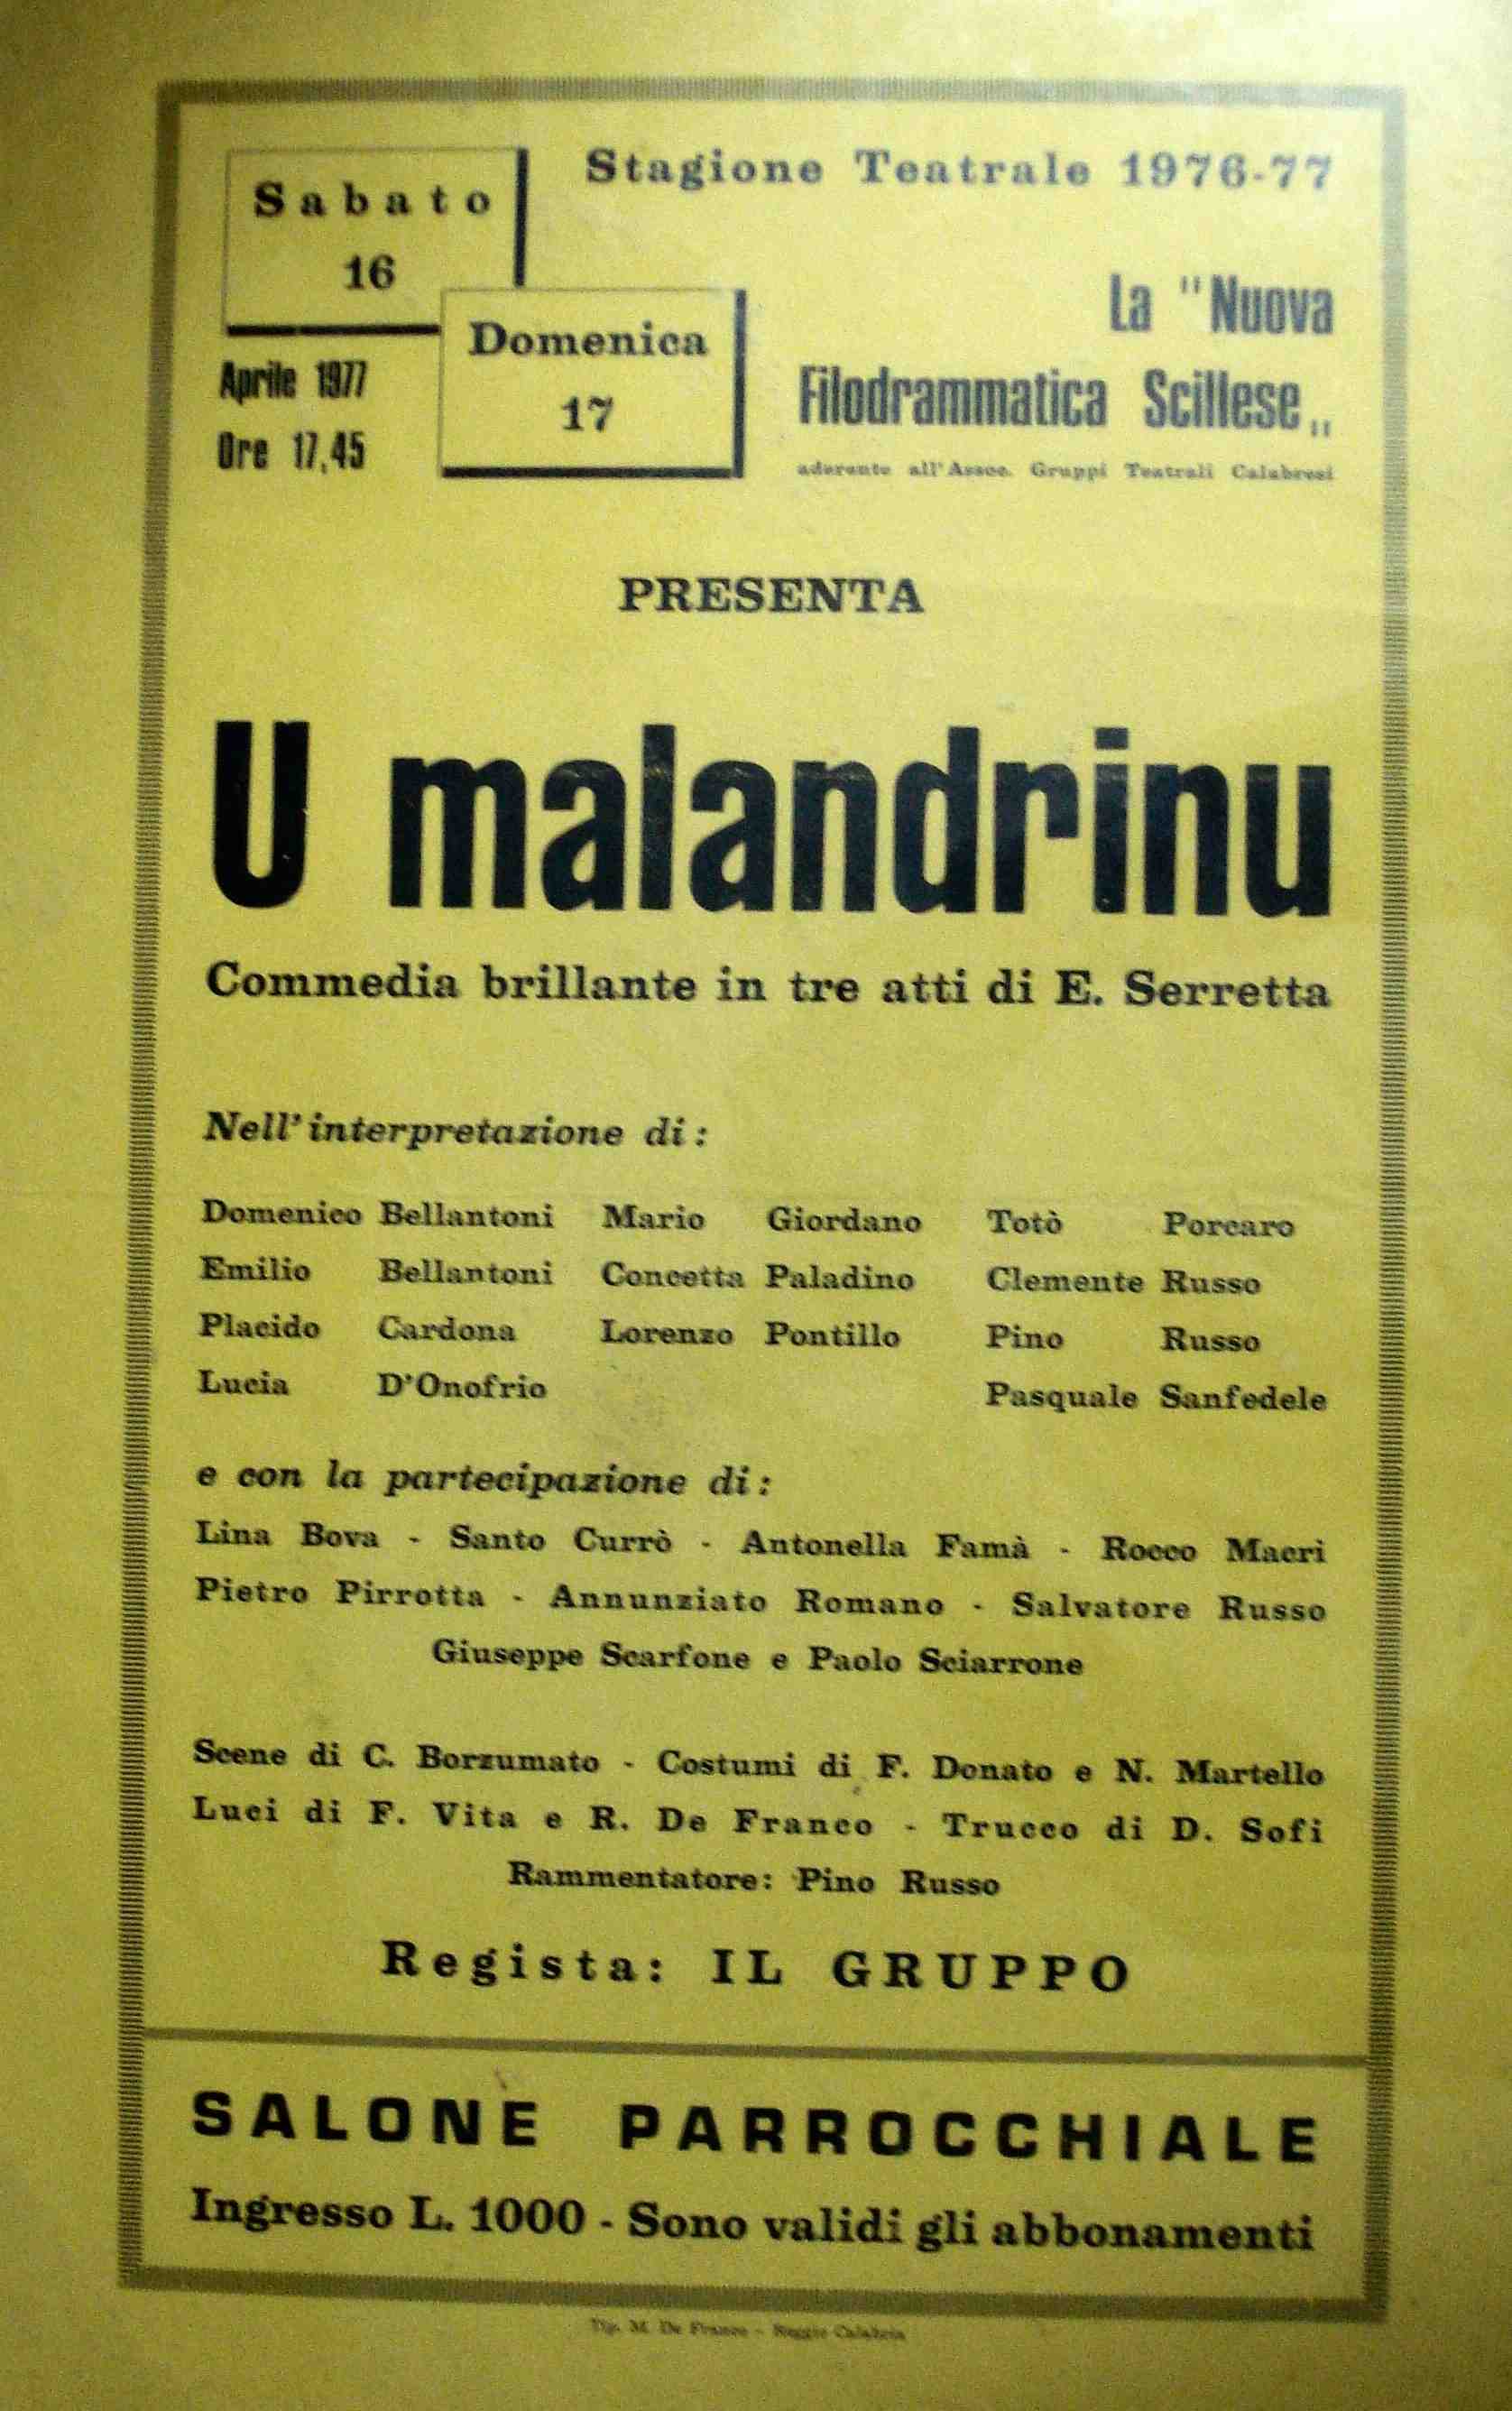 Stagione Teatrale 1976-77
Sabato
16
Domenica
17
Aprile 1977
Ore 17,45
La "Nuova
Filodrammatica Scillese„
aderente all'Assoc. Gruppi Teatrali Calabresi
PRESENTA
U malandrinu
Commedia brillante in tre atti di E. Serretta
Nell'interpretazione di:
Domenico Bellantoni Mario Giordano Totò Porcaro
Emilio Bellantoni Concetta Paladino Clemente Russo
Placido Cardona Lorenzo Pontillo Pino Russo
Lucia D'Onofrio Pasquale Sanfedele
e con la partecipazione di:
Lina Bova - Santo Currò - Antonella Famà - Rocco Macri
Pietro Pirrotta - Annunziato Romano - Salvatore Russo
Giuseppe Scarfone e Paolo Sciarrone
Scene di C. Borzumato - Costumi di F. Donato e N. Martello
Luci di F. Vita e R. De Franco - Trucco di D. Sofi
Rammentatore: Pino Russo
Regista: IL GRUPPO
SALONE PARROCCHIALE
Ingresso L. 1000 - Sono validi gli abbonamenti
Tip. M. De Franco - Reggio Calabria